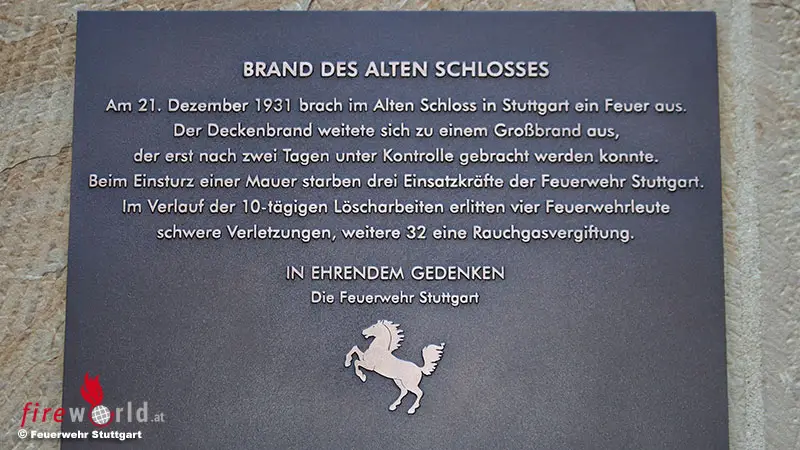 BRAND DES ALTEN SCHLOSSES
Am 21. Dezember 1931 brach im Alten Schloss in Stuttgart ein Feuer aus.
Der Deckenbrand weitete sich zu einem Großbrand aus,
der erst nach zwei Tagen unter Kontrolle gebracht werden konnte.
Beim Einsturz einer Mauer starben drei Einsatzkräfte der Feuerwehr Stuttgart.
Im Verlauf der 10-tägigen Löscharbeiten erlitten vier Feuerwehrleute
schwere Verletzungen, weitere 32 eine Rauchgasvergiftung.
IN EHRENDEM GEDENKEN
Die Feuerwehr Stuttgart
fireworld.at
© Feuerwehr Stuttgart